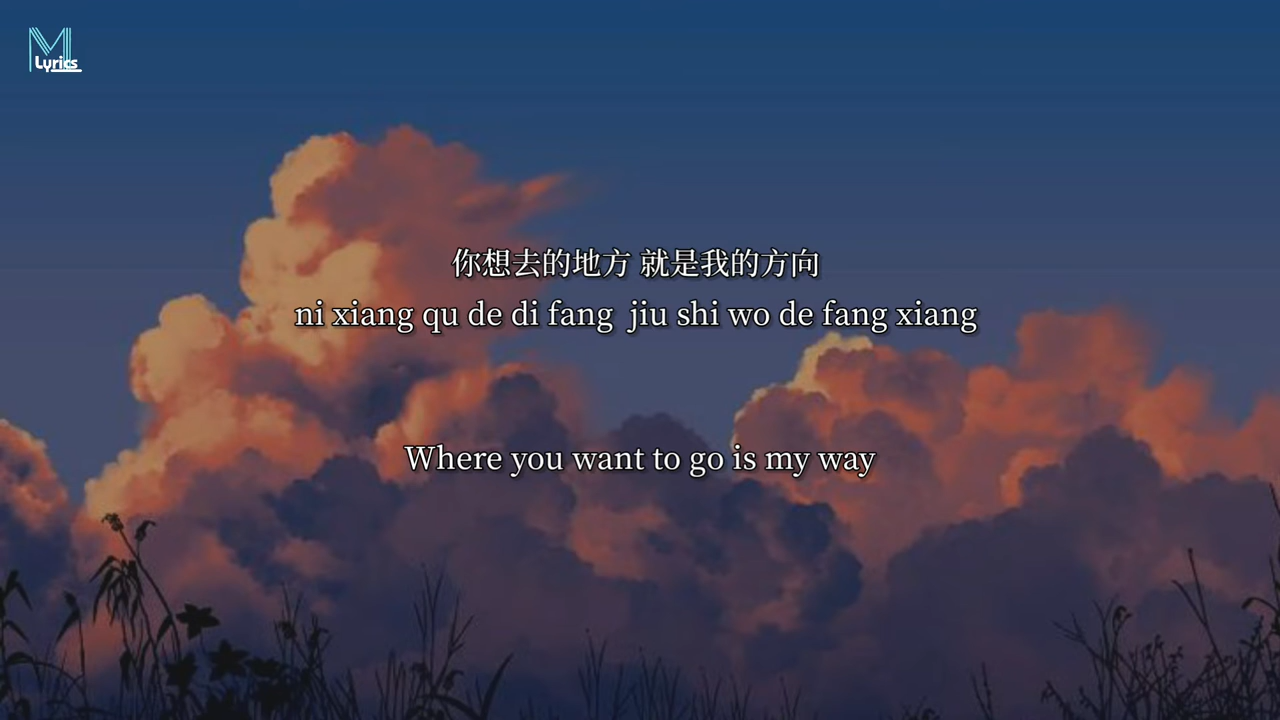 M
Lyrics
你想去的地方 就是我的方向
ni xiang qu de di fang  jiu shi wo de fang xiang
Where you want to go is my way